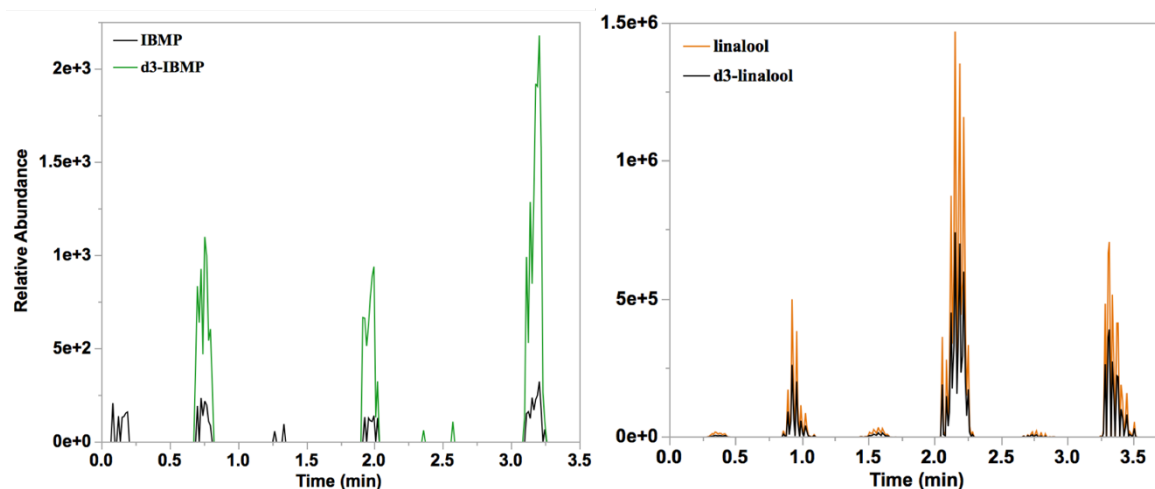 IBMP
d3-IBMP
2e+3
1.5e+3
1e+3
5e+2
0e+0
Relative Abundance
0.0 0.5 1.0 1.5 2.0 2.5 3.0 3.5
Time (min)
linalool
d3-linalool
1.5e+6
1e+6
5e+5
0e+0
0.0 0.5 1.0 1.5 2.0 2.5 3.0 3.5
Time (min)